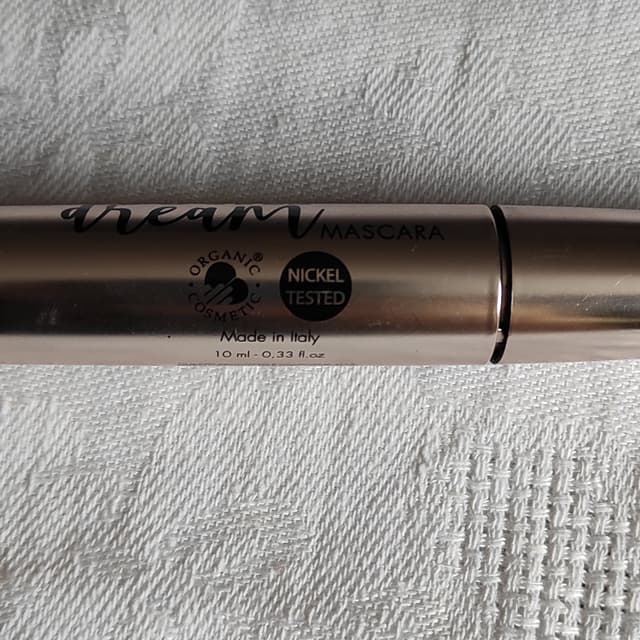 dream MASCARA
ORGANIC®
COSMETIC
NICKEL
TESTED
Made in Italy
10 ml - 0,33 fl.oz